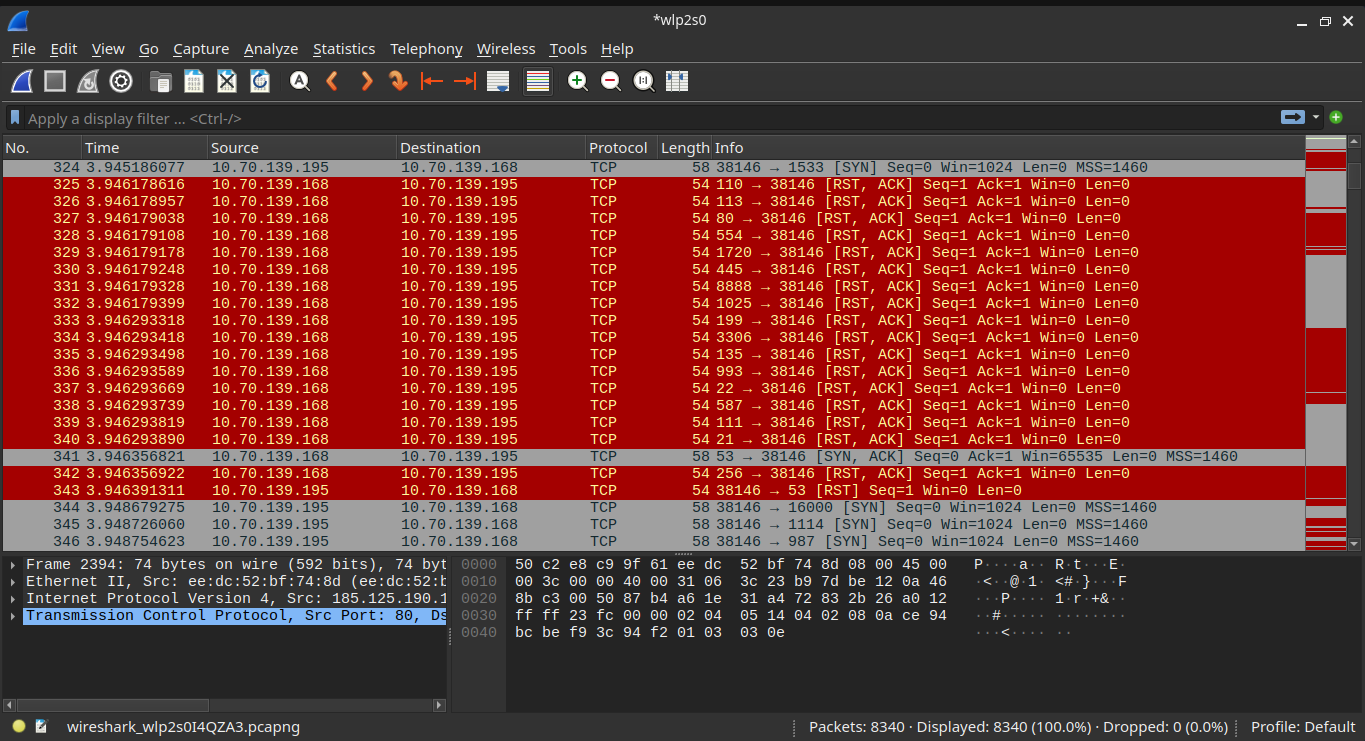 *wlp2s0
File Edit View Go Capture Analyze Statistics Telephony Wireless Tools Help
Apply a display filter ... <Ctrl-/>
No. Time Source Destination Protocol Length Info
324 3.945186077 10.70.139.195 10.70.139.168 TCP 58 38146 → 1533 [SYN] Seq=0 Win=1024 Len=0 MSS=1460
325 3.946178616 10.70.139.168 10.70.139.195 TCP 54 110 → 38146 [RST, ACK] Seq=1 Ack=1 Win=0 Len=0
326 3.946178957 10.70.139.168 10.70.139.195 TCP 54 113 → 38146 [RST, ACK] Seq=1 Ack=1 Win=0 Len=0
327 3.946179038 10.70.139.168 10.70.139.195 TCP 54 80 → 38146 [RST, ACK] Seq=1 Ack=1 Win=0 Len=0
328 3.946179108 10.70.139.168 10.70.139.195 TCP 54 554 → 38146 [RST, ACK] Seq=1 Ack=1 Win=0 Len=0
329 3.946179178 10.70.139.168 10.70.139.195 TCP 54 1720 → 38146 [RST, ACK] Seq=1 Ack=1 Win=0 Len=0
330 3.946179248 10.70.139.168 10.70.139.195 TCP 54 445 → 38146 [RST, ACK] Seq=1 Ack=1 Win=0 Len=0
331 3.946179328 10.70.139.168 10.70.139.195 TCP 54 8888 → 38146 [RST, ACK] Seq=1 Ack=1 Win=0 Len=0
332 3.946179399 10.70.139.168 10.70.139.195 TCP 54 1025 → 38146 [RST, ACK] Seq=1 Ack=1 Win=0 Len=0
333 3.946293318 10.70.139.168 10.70.139.195 TCP 54 199 → 38146 [RST, ACK] Seq=1 Ack=1 Win=0 Len=0
334 3.946293418 10.70.139.168 10.70.139.195 TCP 54 3306 → 38146 [RST, ACK] Seq=1 Ack=1 Win=0 Len=0
335 3.946293498 10.70.139.168 10.70.139.195 TCP 54 135 → 38146 [RST, ACK] Seq=1 Ack=1 Win=0 Len=0
336 3.946293589 10.70.139.168 10.70.139.195 TCP 54 993 → 38146 [RST, ACK] Seq=1 Ack=1 Win=0 Len=0
337 3.946293669 10.70.139.168 10.70.139.195 TCP 54 22 → 38146 [RST, ACK] Seq=1 Ack=1 Win=0 Len=0
338 3.946293739 10.70.139.168 10.70.139.195 TCP 54 587 → 38146 [RST, ACK] Seq=1 Ack=1 Win=0 Len=0
339 3.946293819 10.70.139.168 10.70.139.195 TCP 54 111 → 38146 [RST, ACK] Seq=1 Ack=1 Win=0 Len=0
340 3.946293890 10.70.139.168 10.70.139.195 TCP 54 21 → 38146 [RST, ACK] Seq=1 Ack=1 Win=0 Len=0
341 3.946356821 10.70.139.168 10.70.139.195 TCP 58 53 → 38146 [SYN, ACK] Seq=0 Ack=1 Win=65535 Len=0 MSS=1460
342 3.946356922 10.70.139.168 10.70.139.195 TCP 54 256 → 38146 [RST, ACK] Seq=1 Ack=1 Win=0 Len=0
343 3.946391311 10.70.139.195 10.70.139.168 TCP 54 38146 → 53 [RST] Seq=1 Win=0 Len=0
344 3.948679275 10.70.139.195 10.70.139.168 TCP 58 38146 → 16000 [SYN] Seq=0 Win=1024 Len=0 MSS=1460
345 3.948726060 10.70.139.195 10.70.139.168 TCP 58 38146 → 1114 [SYN] Seq=0 Win=1024 Len=0 MSS=1460
346 3.948754623 10.70.139.195 10.70.139.168 TCP 58 38146 → 987 [SYN] Seq=0 Win=1024 Len=0 MSS=1460
Frame 2394: 74 bytes on wire (592 bits), 74 byt
Ethernet II, Src: ee:dc:52:bf:74:8d (ee:dc:52:b
Internet Protocol Version 4, Src: 185.125.190.1
Transmission Control Protocol, Src Port: 80, Ds
0000 50 c2 e8 c9 9f 61 ee dc 52 bf 74 8d 08 00 45 00 P····a·· R·t···E·
0010 00 3c 00 00 40 00 31 06 3c 23 b9 7d be 12 0a 46 ·<··@·1· <#·}···F
0020 8b c3 00 50 87 b4 a6 1e 31 a4 72 83 2b 26 a0 12 ···P···· 1·r·+&··
0030 ff ff 23 fc 00 00 02 04 05 14 04 02 08 0a ce 94 ··#····· ········
0040 bc be f9 3c 94 f2 01 03 03 0e ···<···· ··
wireshark_wlp2s0I4QZA3.pcapng
Packets: 8340 · Displayed: 8340 (100.0%) · Dropped: 0 (0.0%)
Profile: Default